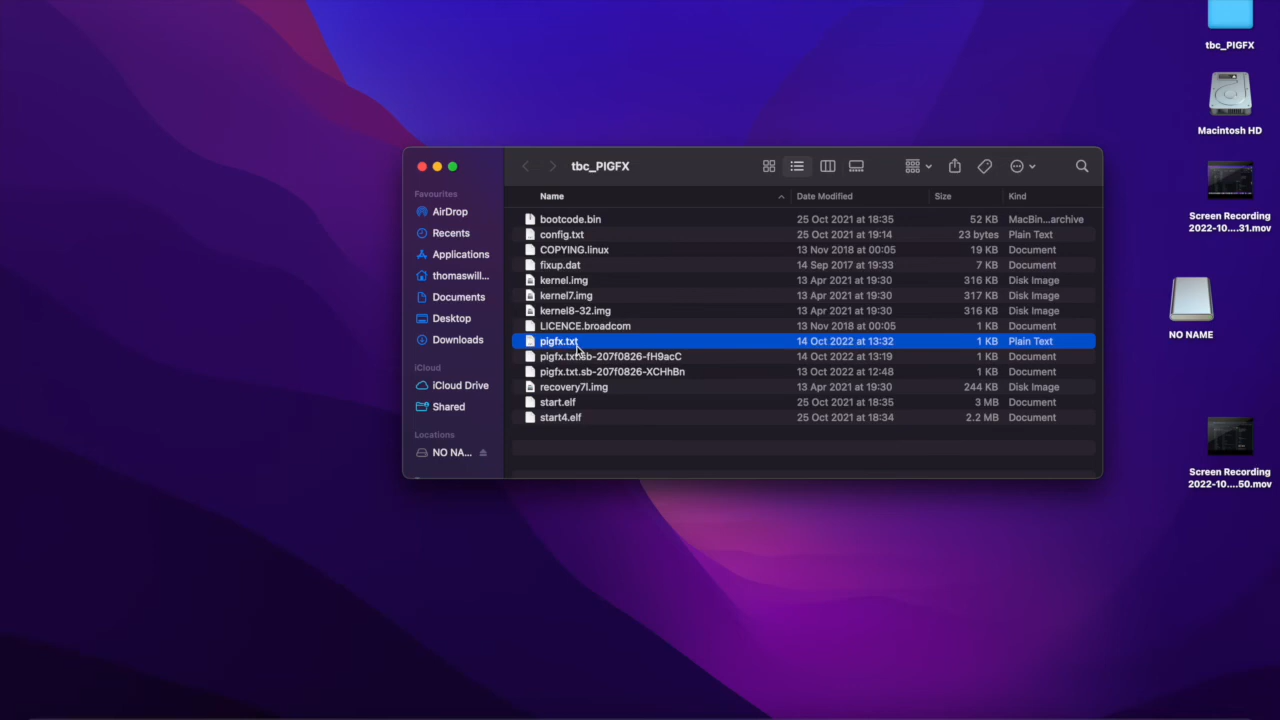 tbc_PIGFX
Macintosh HD
Screen Recording
2022-10....31.mov
NO NAME
Screen Recording
2022-10....50.mov
tbc_PIGFX
Favourites
AirDrop
Recents
Applications
thomaswill...
Documents
Desktop
Downloads
iCloud
iCloud Drive
Shared
Locations
NO NA...
Name Date Modified Size Kind
bootcode.bin 25 Oct 2021 at 18:35 52 KB MacBin...archive
config.txt 25 Oct 2021 at 19:14 23 bytes Plain Text
COPYING.linux 13 Nov 2018 at 00:05 19 KB Document
fixup.dat 14 Sep 2017 at 19:33 7 KB Document
kernel.img 13 Apr 2021 at 19:30 316 KB Disk Image
kernel7.img 13 Apr 2021 at 19:30 317 KB Disk Image
kernel8-32.img 13 Apr 2021 at 19:30 316 KB Disk Image
LICENCE.broadcom 13 Nov 2018 at 00:05 1 KB Document
pigfx.txt 14 Oct 2022 at 13:32 1 KB Plain Text
pigfx.txt.sb-207f0826-fH9acC 14 Oct 2022 at 13:19 1 KB Document
pigfx.txt.sb-207f0826-XCHhBn 13 Oct 2022 at 12:48 1 KB Document
recovery7l.img 13 Apr 2021 at 19:30 244 KB Disk Image
start.elf 25 Oct 2021 at 18:35 3 MB Document
start4.elf 25 Oct 2021 at 18:34 2.2 MB Document